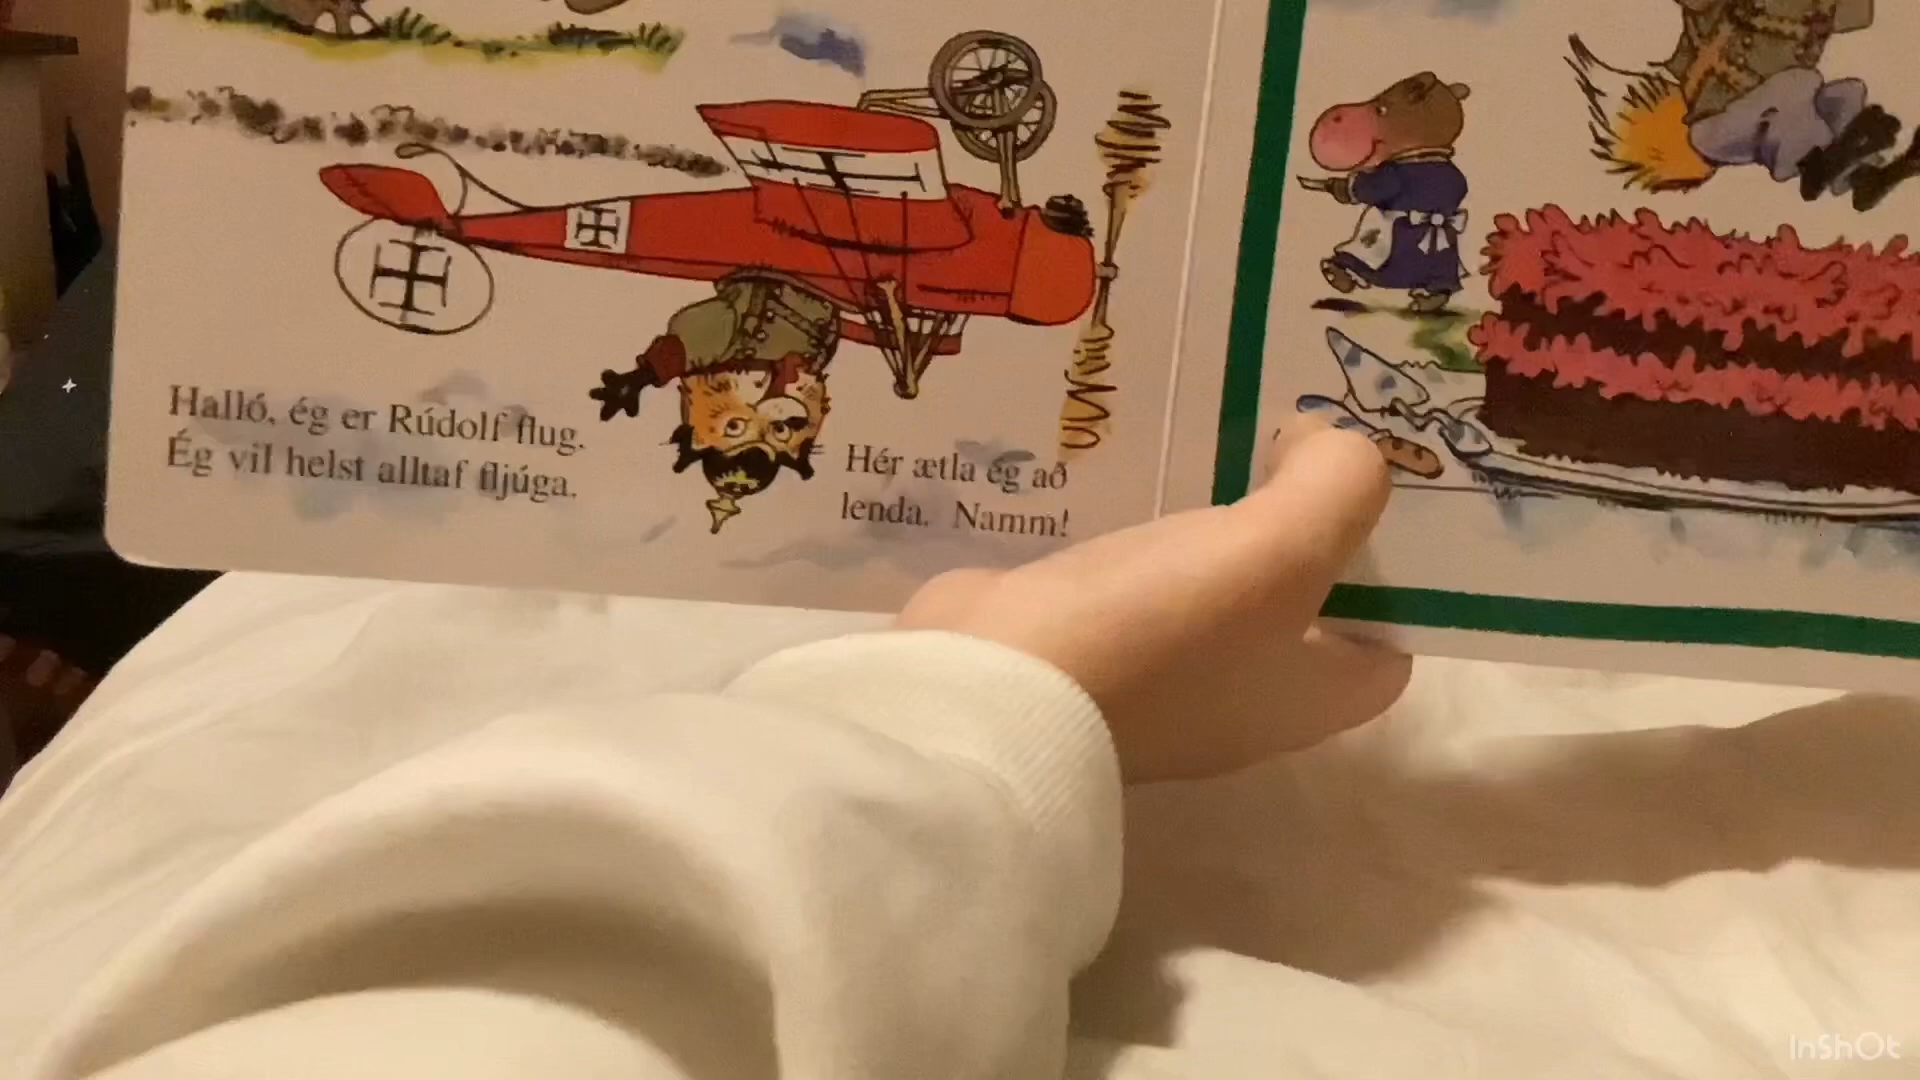 Halló, ég er Rúdolf flug.
Ég vil helst alltaf fljúga.
Hér ætla ég að
lenda. Namm!
InShOt